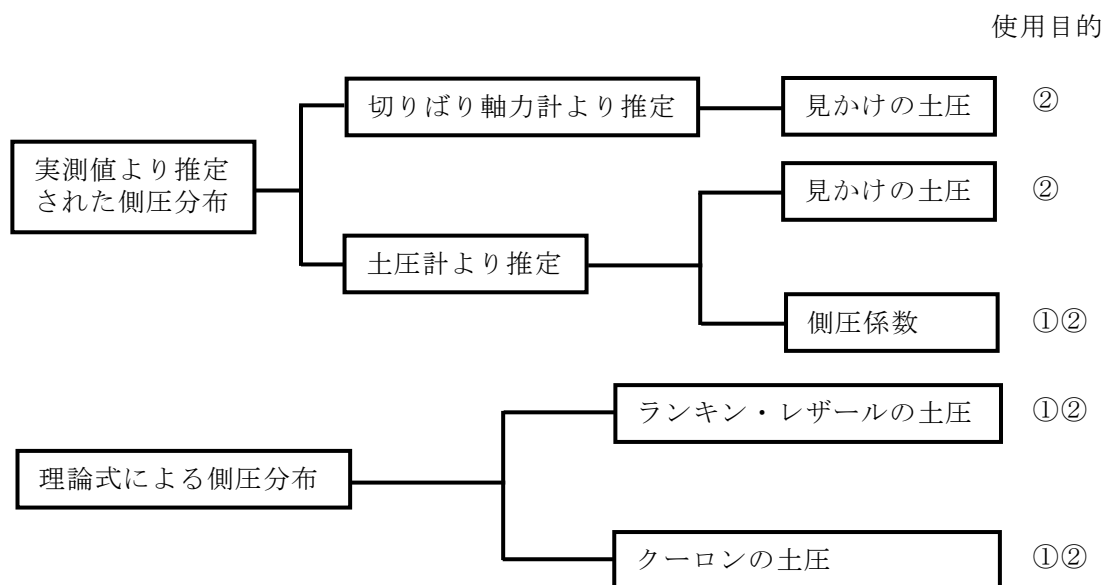 使用目的
切りばり軸力計より推定
見かけの土圧
②
実測値より推定
された側圧分布
見かけの土圧
②
土圧計より推定
側圧係数
①②
ランキン・レザールの土圧
①②
理論式による側圧分布
クーロンの土圧
①②